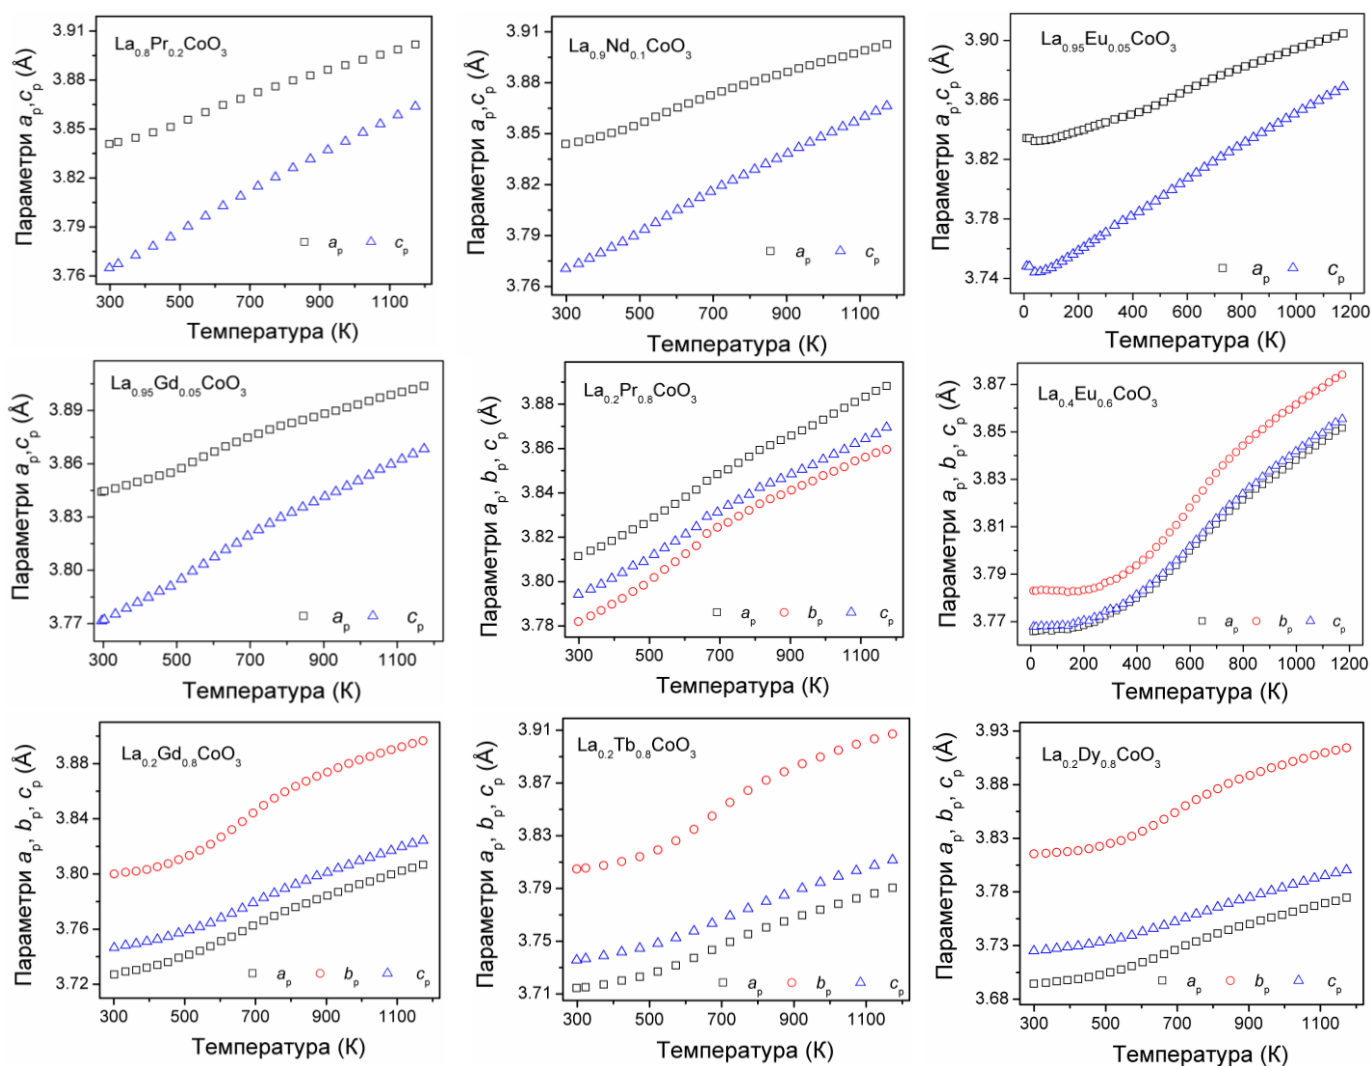 La0.8Pr0.2CoO3
Параметри ap,cp (Å)
3.91
3.88
3.85
3.82
3.79
3.76
ap cp
300 500 700 900 1100
Температура (К)
La0.9Nd0.1CoO3
Параметри ap,cp (Å)
3.91
3.88
3.85
3.82
3.79
3.76
ap cp
300 500 700 900 1100
Температура (К)
La0.95Eu0.05CoO3
Параметри ap,cp (Å)
3.90
3.86
3.82
3.78
3.74
ap cp
0 200 400 600 800 1000 1200
Температура (К)
La0.95Gd0.05CoO3
Параметри ap,cp (Å)
3.89
3.86
3.83
3.80
3.77
ap cp
300 500 700 900 1100
Температура (К)
La0.2Pr0.8CoO3
Параметри ap, bp, cp (Å)
3.88
3.86
3.84
3.82
3.80
3.78
ap bp cp
300 500 700 900 1100
Температура (К)
La0.4Eu0.6CoO3
Параметри ap, bp, cp (Å)
3.87
3.85
3.83
3.81
3.79
3.77
ap bp cp
0 200 400 600 800 1000 1200
Температура (К)
La0.2Gd0.8CoO3
Параметри ap, bp, cp (Å)
3.88
3.84
3.80
3.76
3.72
ap bp cp
300 500 700 900 1100
Температура (К)
La0.2Tb0.8CoO3
Параметри ap, bp, cp (Å)
3.91
3.87
3.83
3.79
3.75
3.71
ap bp cp
300 500 700 900 1100
Температура (К)
La0.2Dy0.8CoO3
Параметри ap, bp, cp (Å)
3.93
3.88
3.83
3.78
3.73
3.68
ap bp cp
300 500 700 900 1100
Температура (К)